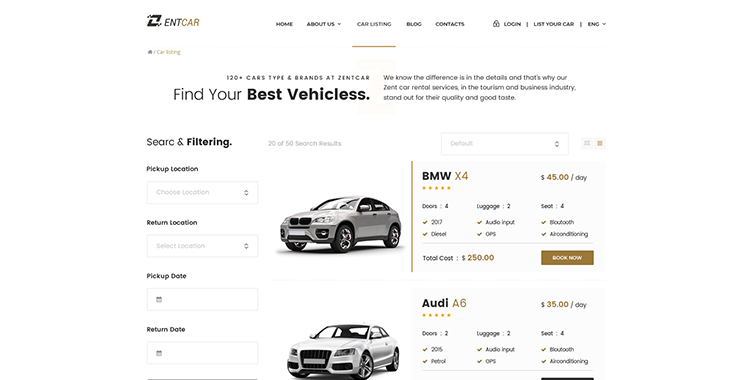 ENTCAR
HOME ABOUT US CAR LISTING BLOG CONTACTS LOGIN | LIST YOUR CAR | ENG
/ Car listing
120+ CARS TYPE & BRANDS AT ZENTCAR
Find Your Best Vehicless.
We know the difference is in the details and that's why our
Zent car rental services, in the tourism and business industry,
stand out for their quality and good taste.
Searc & Filtering.
20 of 50 Search Results
Default
Pickup Location
Choose Location
Return Location
Select Location
Pickup Date
Return Date
BMW X4
$ 45.00 / day
Doors : 4 Luggage : 2 Seat : 4
2017 Audio input Bloutooth
Diesel GPS Airconditioning
Total Cost : $ 250.00
BOOK NOW
Audi A6
$ 35.00 / day
Doors : 2 Luggage : 2 Seat : 4
2015 Audio input Bloutooth
Petrol GPS Airconditioning